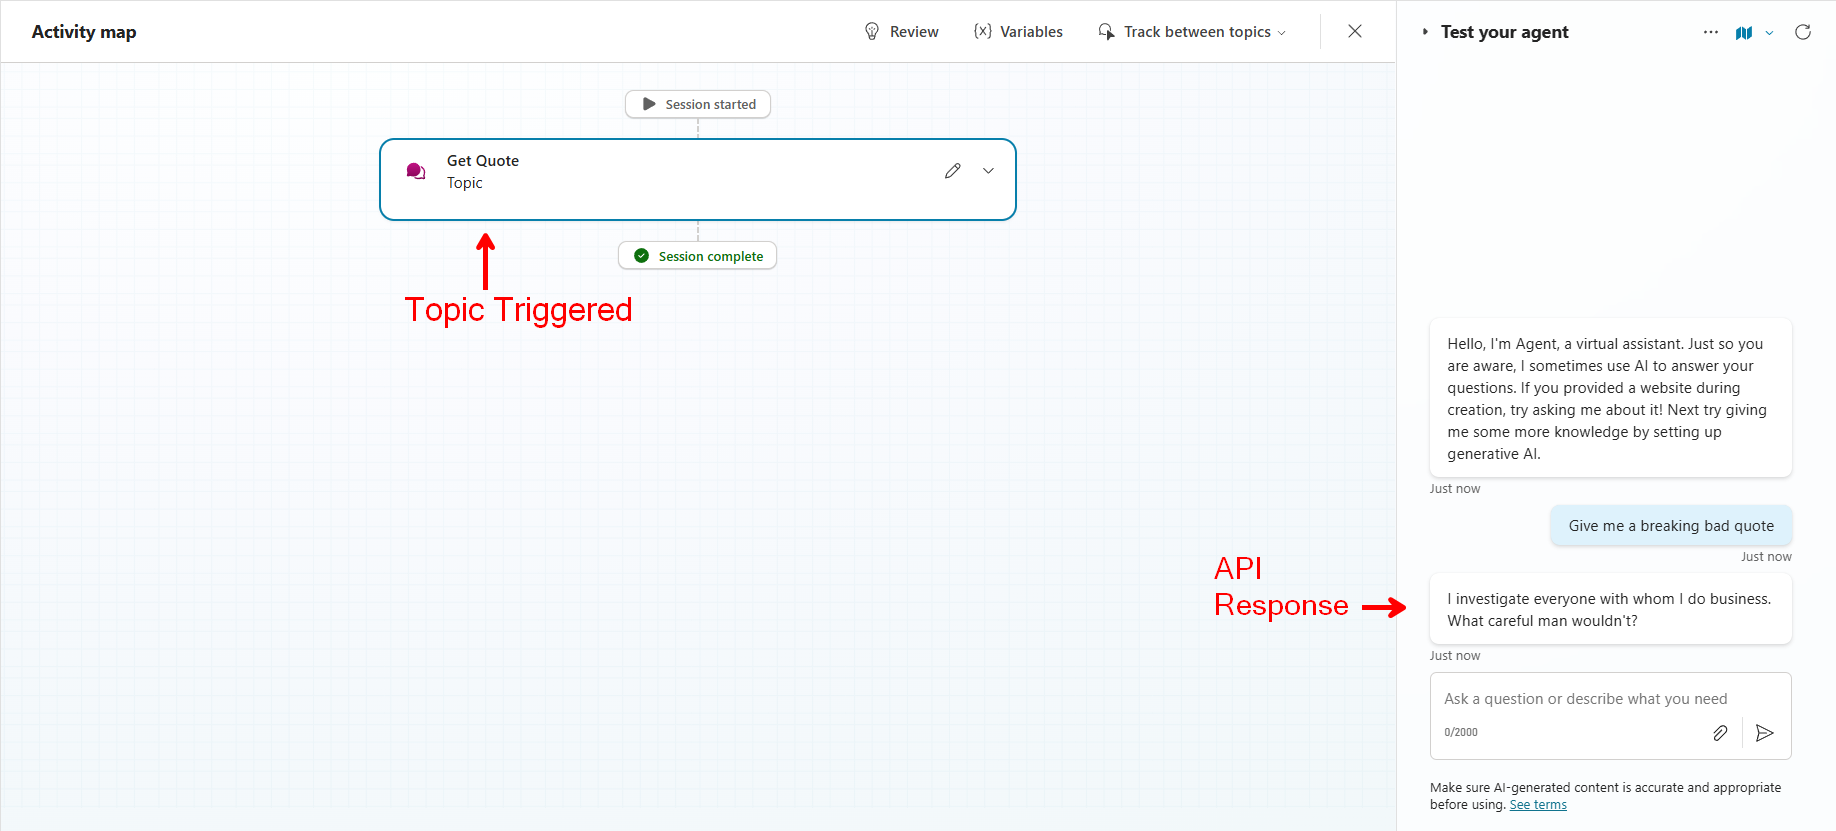 Activity map
Review
Variables
Track between topics
Test your agent
Session started
Get Quote
Topic
Session complete
Topic Triggered
Hello, I'm Agent, a virtual assistant. Just so you
are aware, I sometimes use AI to answer your
questions. If you provided a website during
creation, try asking me about it! Next try giving
me some more knowledge by setting up
generative AI.
Just now
Give me a breaking bad quote
Just now
API
Response
I investigate everyone with whom I do business.
What careful man wouldn't?
Just now
Ask a question or describe what you need
0/2000
Make sure AI-generated content is accurate and appropriate
before using. See terms